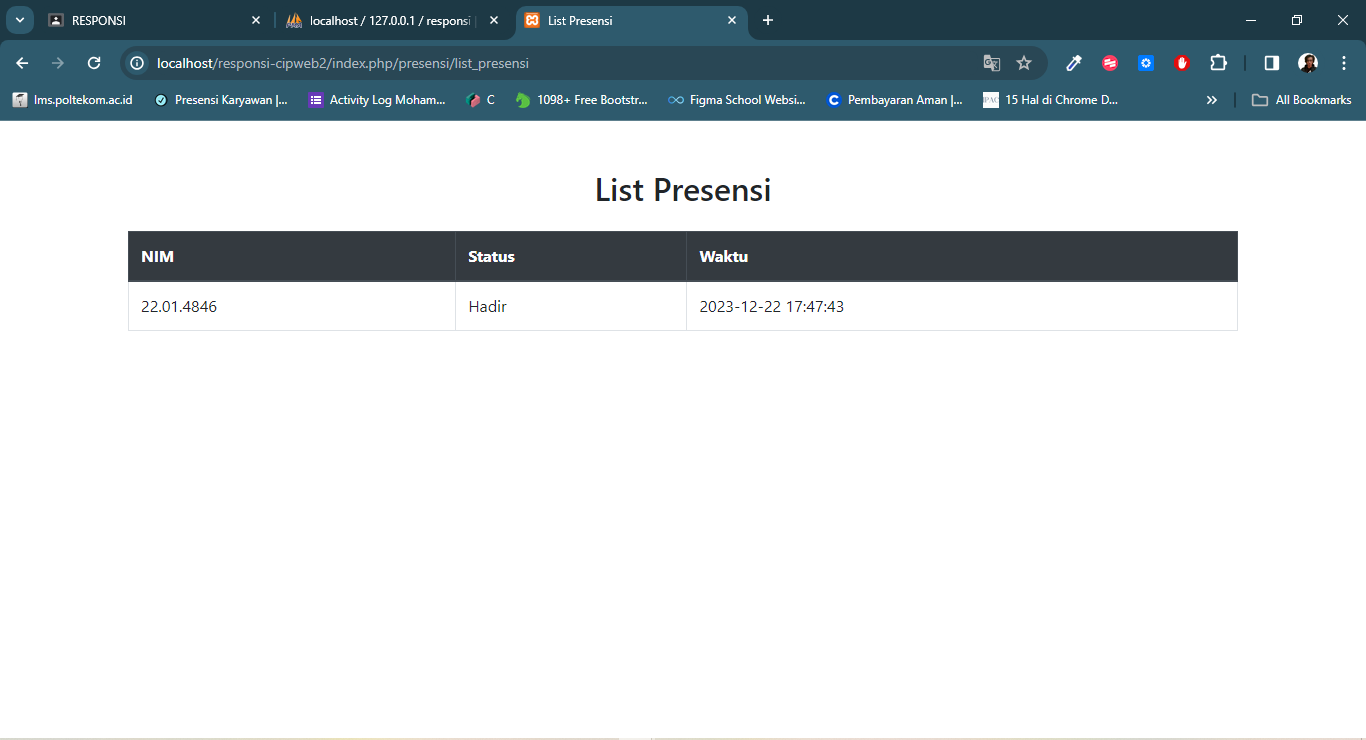 RESPONSI
localhost / 127.0.0.1 / responsi
List Presensi
localhost/responsi-cipweb2/index.php/presensi/list_presensi
lms.poltekom.ac.id Presensi Karyawan |... Activity Log Moham... C 1098+ Free Bootstr... Figma School Websi... Pembayaran Aman |... 15 Hal di Chrome D... » All Bookmarks
List Presensi
NIM Status Waktu
22.01.4846 Hadir 2023-12-22 17:47:43